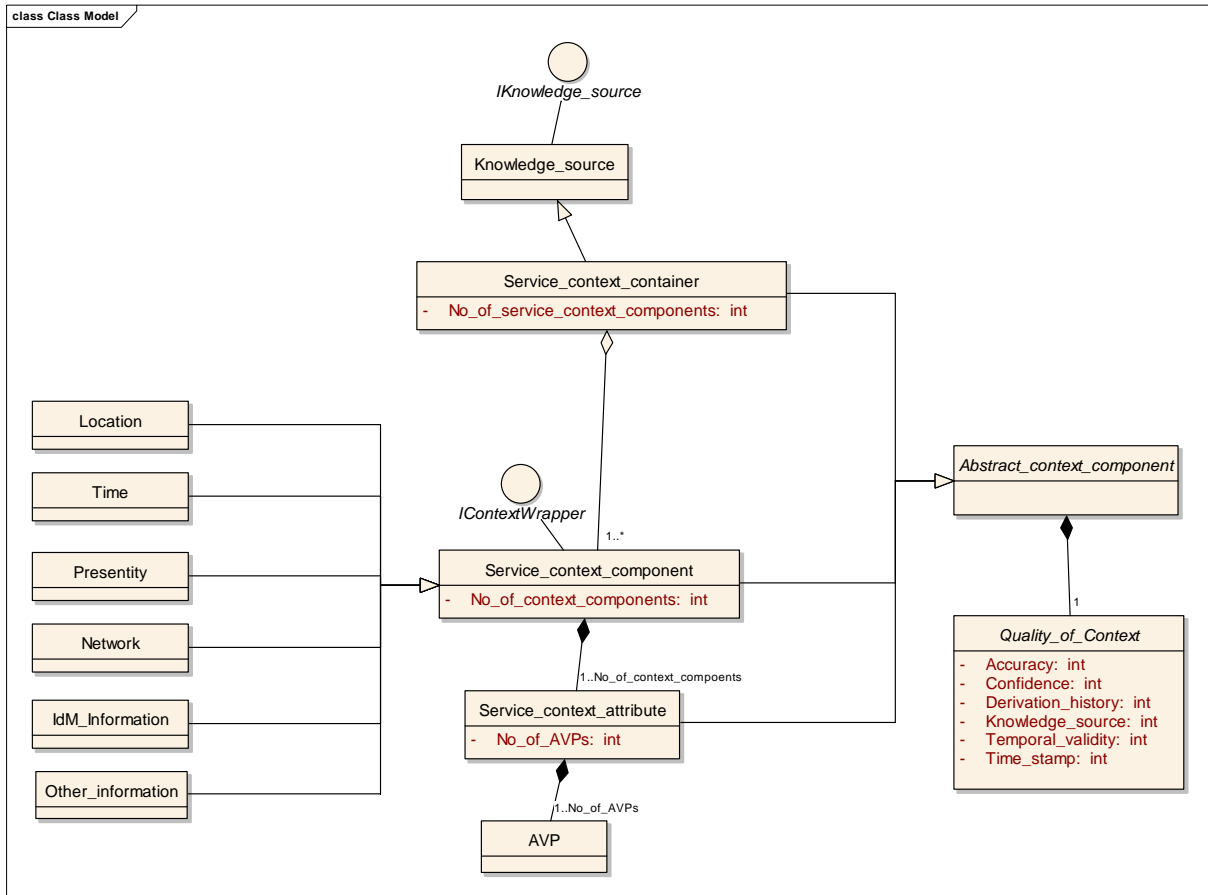 class Class Model
IKnowledge_source
Knowledge_source
Service_context_container
- No_of_service_context_components: int
Location
Time
Presentity
Network
IdM_Information
Other_information
IContextWrapper
1..*
Service_context_component
- No_of_context_components: int
1..No_of_context_compoents
Service_context_attribute
- No_of_AVPs: int
1..No_of_AVPs
AVP
Abstract_context_component
1
Quality_of_Context
- Accuracy: int
- Confidence: int
- Derivation_history: int
- Knowledge_source: int
- Temporal_validity: int
- Time_stamp: int